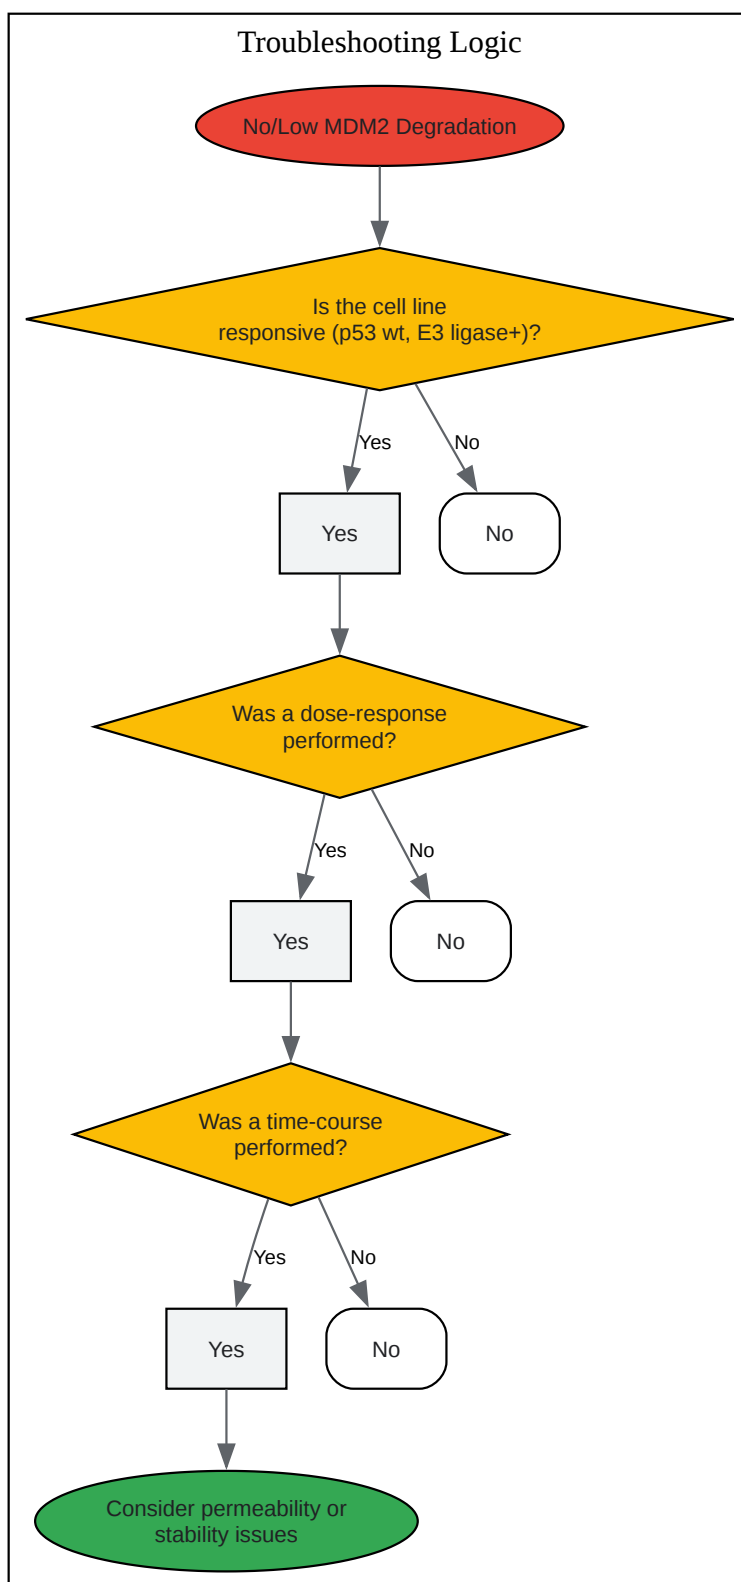 Troubleshooting Logic
No/Low MDM2 Degradation
Is the cell line
responsive (p53 wt, E3 ligase+)?
Yes
No
Yes
No
Was a dose-response
performed?
Yes
No
Yes
No
Was a time-course
performed?
Yes
No
Yes
No
Consider permeability or
stability issues